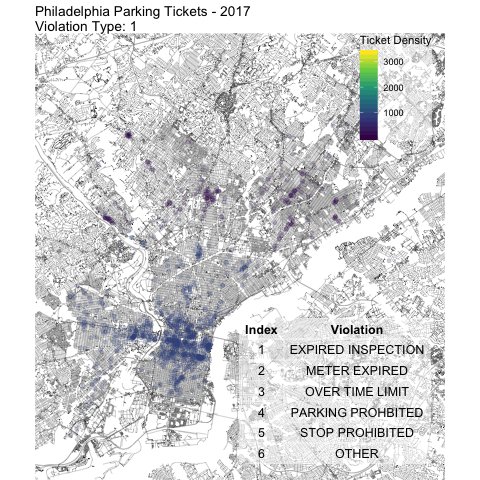 Philadelphia Parking Tickets - 2017
Violation Type: 1
Ticket Density
3000
2000
1000
Index Violation
1 EXPIRED INSPECTION
2 METER EXPIRED
3 OVER TIME LIMIT
4 PARKING PROHBITED
5 STOP PROHIBITED
6 OTHER